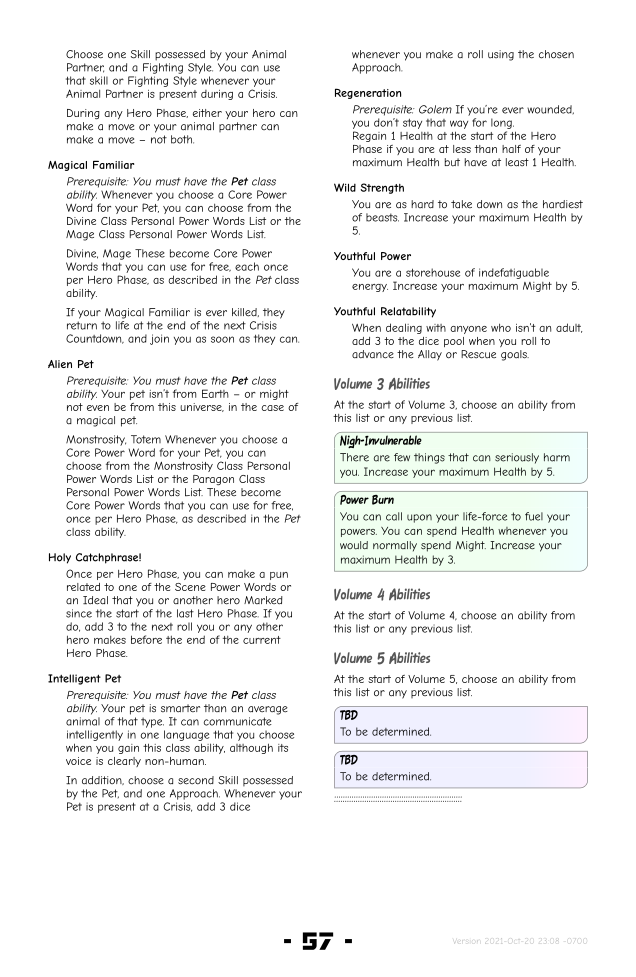 Choose one Skill possessed by your Animal
Partner, and a Fighting Style. You can use
that skill or Fighting Style whenever your
Animal Partner is present during a Crisis.
During any Hero Phase, either your hero can
make a move or your animal partner can
make a move – not both.
Magical Familiar
Prerequisite: You must have the Pet class
ability. Whenever you choose a Core Power
Word for your Pet, you can choose from the
Divine Class Personal Power Words List or the
Mage Class Personal Power Words List.
Divine, Mage These become Core Power
Words that you can use for free, each once
per Hero Phase, as described in the Pet class
ability.
If your Magical Familiar is ever killed, they
return to life at the end of the next Crisis
Countdown, and join you as soon as they can.
Alien Pet
Prerequisite: You must have the Pet class
ability. Your pet isn't from Earth – or might
not even be from this universe, in the case of
a magical pet.
Monstrosity, Totem Whenever you choose a
Core Power Word for your Pet, you can
choose from the Monstrosity Class Personal
Power Words List or the Paragon Class
Personal Power Words List. These become
Core Power Words that you can use for free,
once per Hero Phase, as described in the Pet
class ability.
Holy Catchphrase!
Once per Hero Phase, you can make a pun
related to one of the Scene Power Words or
an Ideal that you or another hero Marked
since the start of the last Hero Phase. If you
do, add 3 to the next roll you or any other
hero makes before the end of the current
Hero Phase.
Intelligent Pet
Prerequisite: You must have the Pet class
ability. Your pet is smarter than an average
animal of that type. It can communicate
intelligently in one language that you choose
when you gain this class ability, although its
voice is clearly non-human.
In addition, choose a second Skill possessed
by the Pet, and one Approach. Whenever your
Pet is present at a Crisis, add 3 dice
whenever you make a roll using the chosen
Approach.
Regeneration
Prerequisite: Golem If you're ever wounded,
you don't stay that way for long.
Regain 1 Health at the start of the Hero
Phase if you are at less than half of your
maximum Health but have at least 1 Health.
Wild Strength
You are as hard to take down as the hardiest
of beasts. Increase your maximum Health by
5.
Youthful Power
You are a storehouse of indefatiguable
energy. Increase your maximum Might by 5.
Youthful Relatability
When dealing with anyone who isn't an adult,
add 3 to the dice pool when you roll to
advance the Allay or Rescue goals.
Volume 3 Abilities
At the start of Volume 3, choose an ability from
this list or any previous list.
Nigh-Invulnerable
There are few things that can seriously harm
you. Increase your maximum Health by 5.
Power Burn
You can call upon your life-force to fuel your
powers. You can spend Health whenever you
would normally spend Might. Increase your
maximum Health by 3.
Volume 4 Abilities
At the start of Volume 4, choose an ability from
this list or any previous list.
Volume 5 Abilities
At the start of Volume 5, choose an ability from
this list or any previous list.
TBD
To be determined.
TBD
To be determined.
- 57 -
Version 2021-Oct-20 23:08 -0700